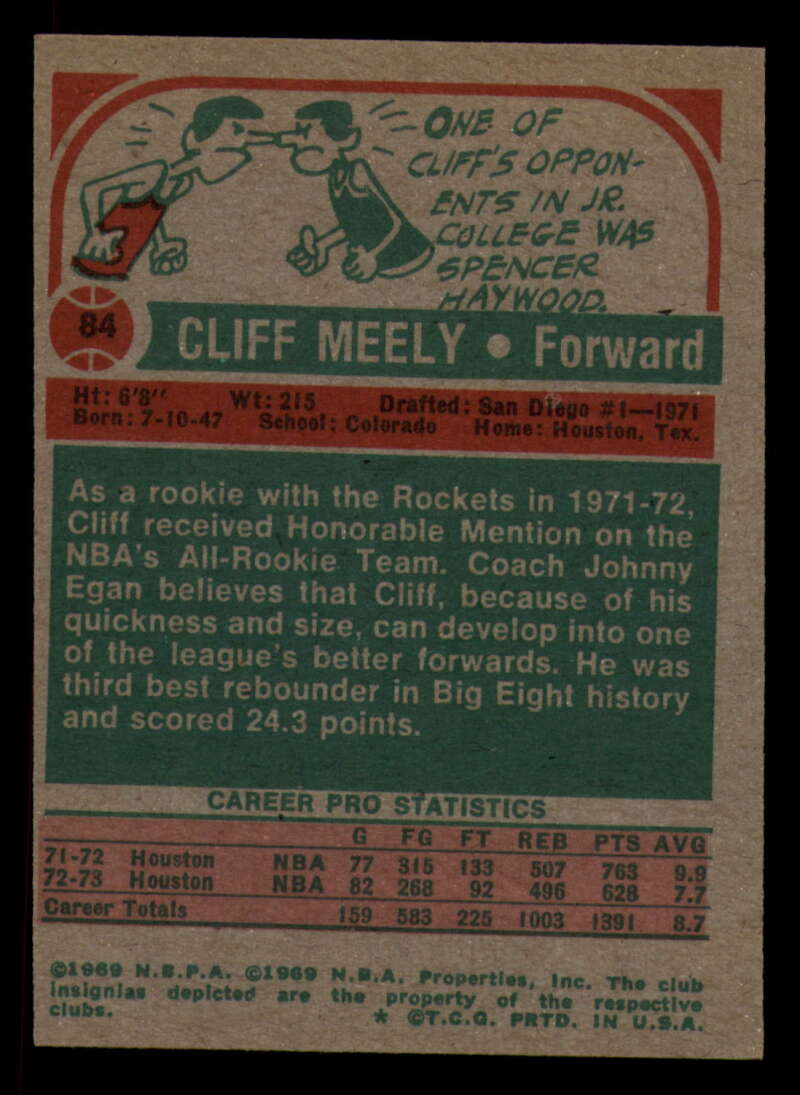 ONE OF
CLIFF'S OPPON-
ENTS IN JR.
COLLEGE WAS
SPENCER
HAYWOOD.
84
CLIFF MEELY • Forward
Ht: 6'8" Wt: 215 Drafted: San Diego #1—1971
Born: 7-10-47 School: Colorado Home: Houston, Tex.
As a rookie with the Rockets in 1971-72,
Cliff received Honorable Mention on the
NBA's All-Rookie Team. Coach Johnny
Egan believes that Cliff, because of his
quickness and size, can develop into one
of the league's better forwards. He was
third best rebounder in Big Eight history
and scored 24.3 points.
CAREER PRO STATISTICS
G FG FT REB PTS AVG
71-72 Houston NBA 77 315 133 507 763 9.9
72-73 Houston NBA 82 268 92 496 628 7.7
Career Totals 159 583 225 1003 1391 8.7
©1969 N.B.P.A. ©1969 N.B.A. Properties, Inc. The club
insignias depicted are the property of the respective
clubs. * ©T.C.G. PRTD. IN U.S.A.